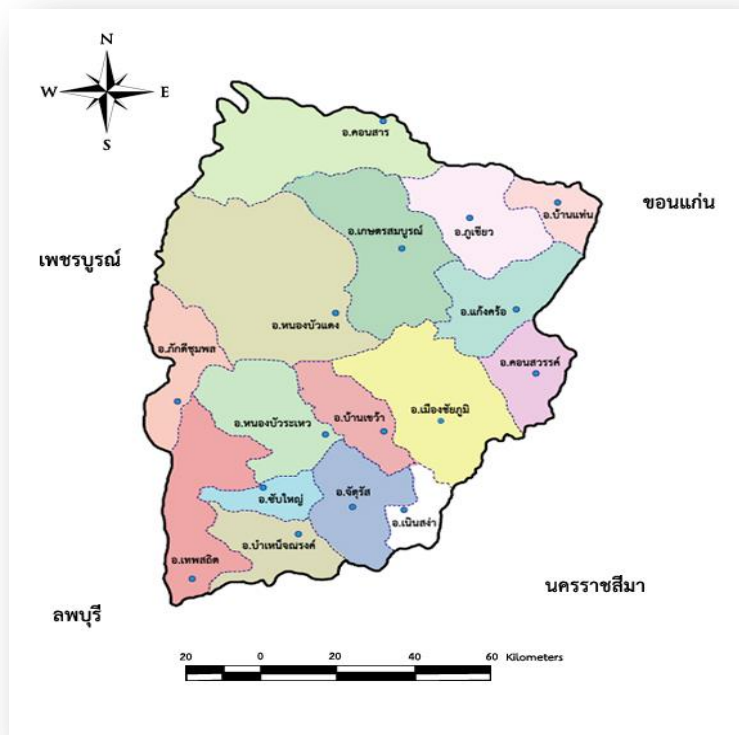 N
W E
S
อ.คอนสาร
ขอนแก่น
อ.บ้านแท่น
อ.เกษตรสมบูรณ์
อ.ภูเขียว
เพชรบูรณ์
อ.แก้งคร้อ
อ.หนองบัวแดง
อ.ภักดีชุมพล
อ.คอนสวรรค์
อ.หนองบัวระเหว
อ.บ้านเขว้า
อ.เมืองชัยภูมิ
อ.ซับใหญ่
อ.จัตุรัส
อ.เนินสง่า
อ.บำเหน็จณรงค์
อ.เทพสถิต
นครราชสีมา
ลพบุรี
20 0 20 40 60 Kilometers